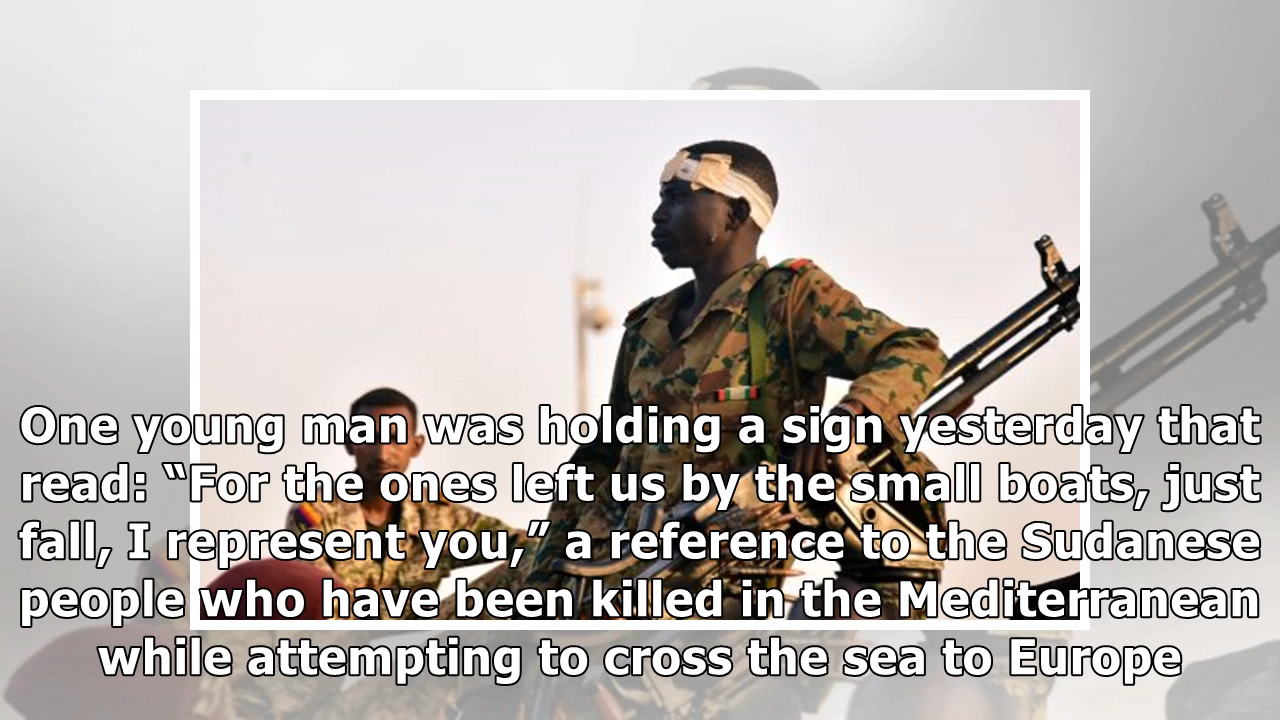 One young man was holding a sign yesterday that
read: “For the ones left us by the small boats, just
fall, I represent you,” a reference to the Sudanese
people who have been killed in the Mediterranean
while attempting to cross the sea to Europe